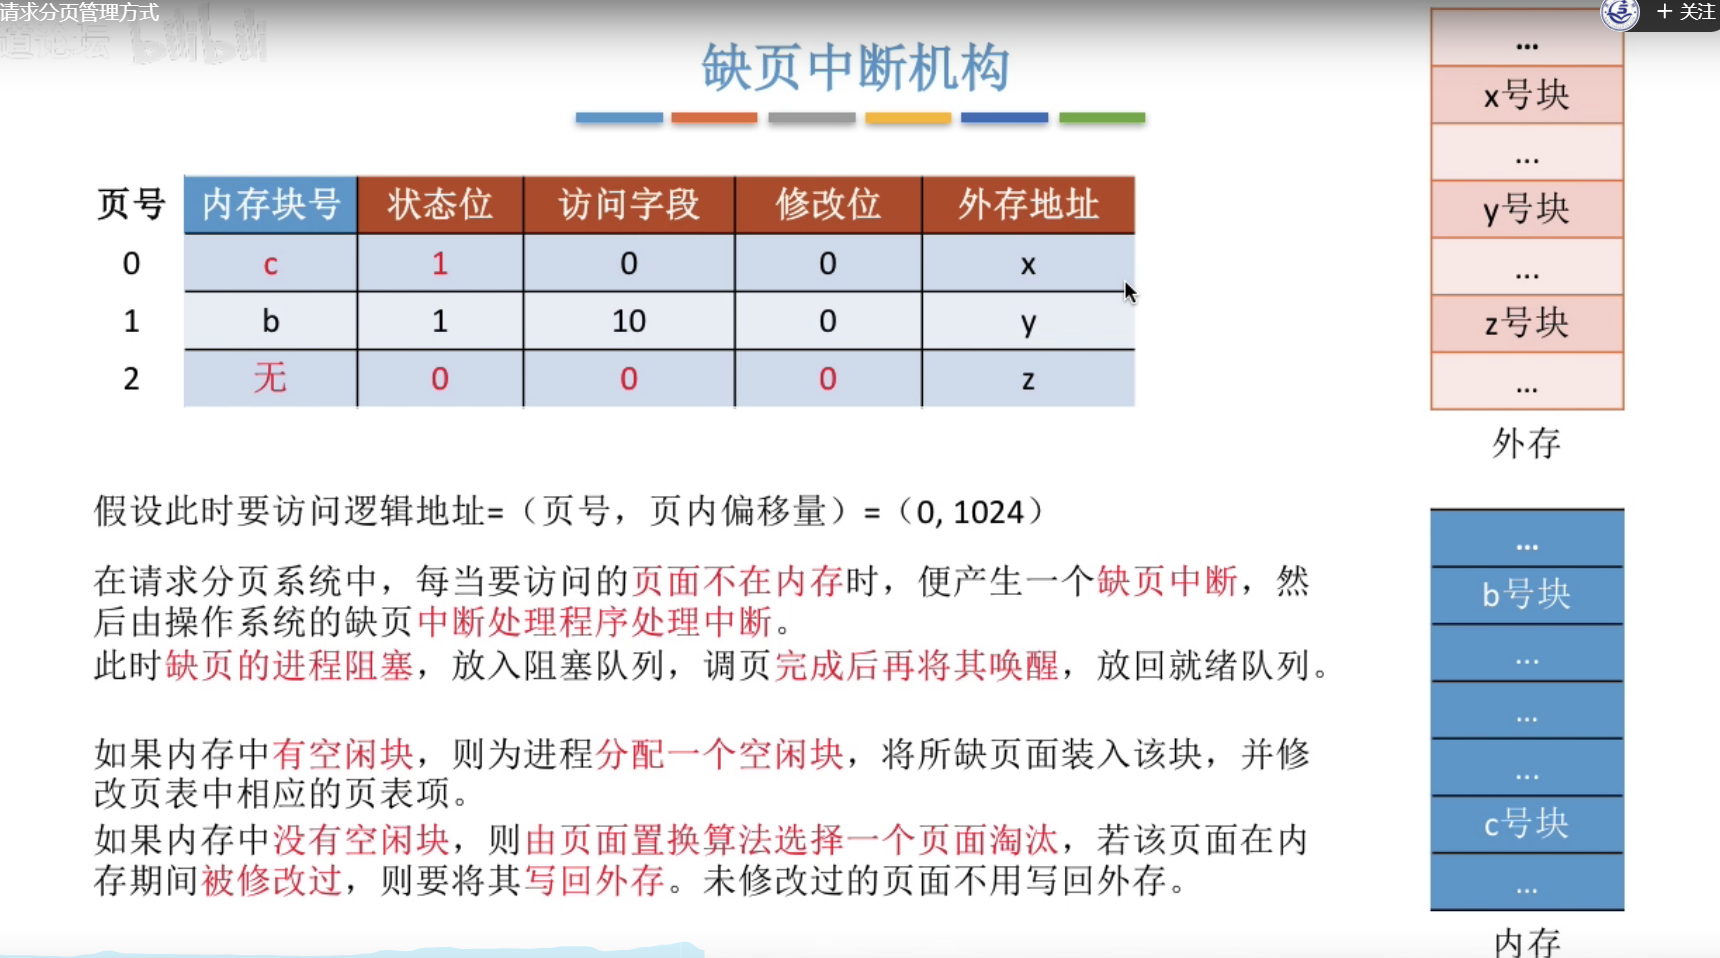 请求分页管理方式
+ 关注
道论坛 bilibili
缺页中断机构
页号 内存块号 状态位 访问字段 修改位 外存地址
0 c 1 0 0 x
1 b 1 10 0 y
2 无 0 0 0 z
假设此时要访问逻辑地址=（页号，页内偏移量）=（0, 1024）
在请求分页系统中，每当要访问的页面不在内存时，便产生一个缺页中断，然
后由操作系统的缺页中断处理程序处理中断。
此时缺页的进程阻塞，放入阻塞队列，调页完成后再将其唤醒，放回就绪队列。
如果内存中有空闲块，则为进程分配一个空闲块，将所缺页面装入该块，并修
改页表中相应的页表项。
如果内存中没有空闲块，则由页面置换算法选择一个页面淘汰，若该页面在内
存期间被修改过，则要将其写回外存。未修改过的页面不用写回外存。
...
x号块
...
y号块
...
z号块
...
外存
...
b号块
...
...
...
c号块
...
内存